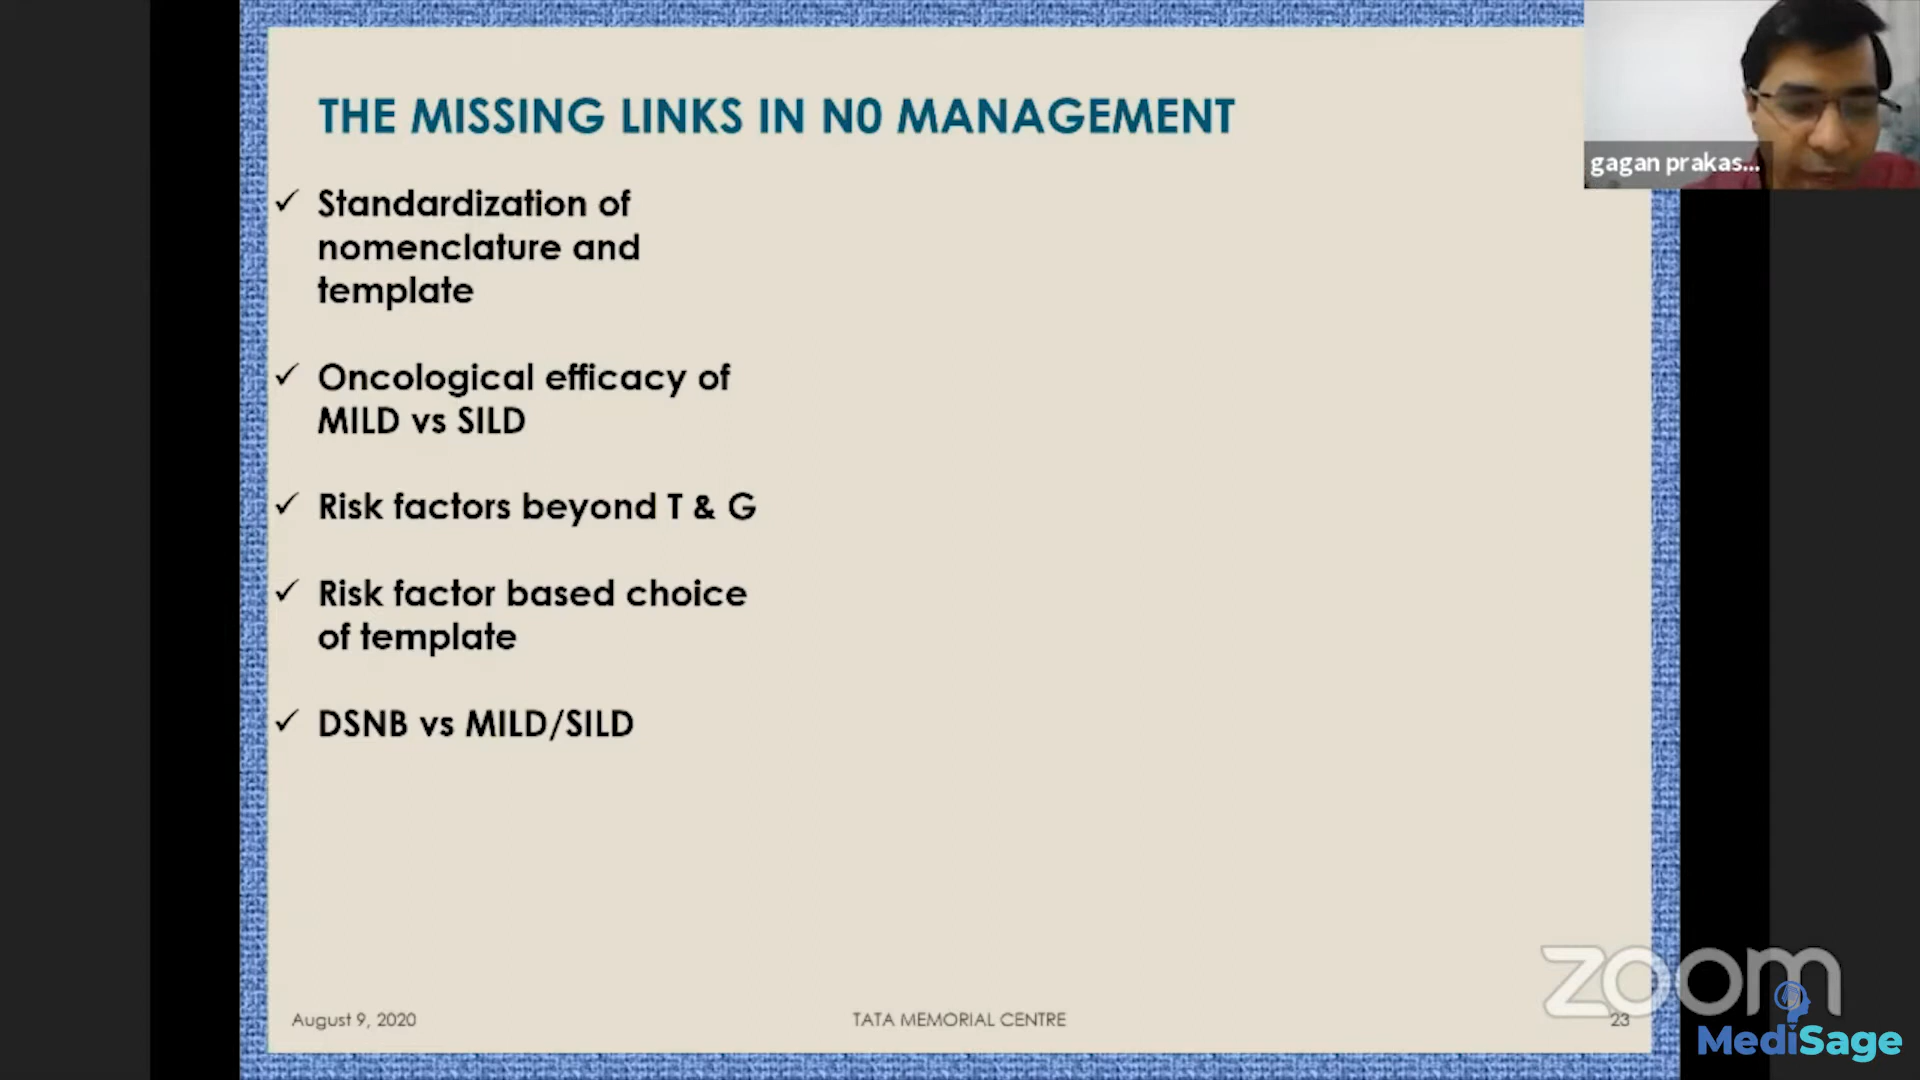 THE MISSING LINKS IN N0 MANAGEMENT
gagan prakas...
✓ Standardization of
nomenclature and
template
✓ Oncological efficacy of
MILD vs SILD
✓ Risk factors beyond T & G
✓ Risk factor based choice
of template
✓ DSNB vs MILD/SILD
August 9, 2020
TATA MEMORIAL CENTRE
23
zoom
MediSage